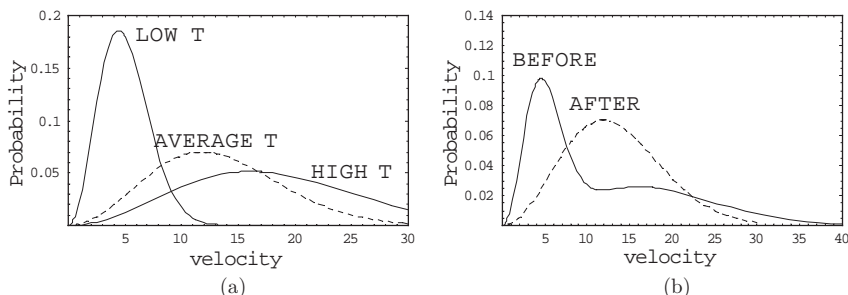 0.2
0.15
0.1
0.05
Probability
LOW T
AVERAGE T
HIGH T
5 10 15 20 25 30
velocity
(a)
0.14
0.12
0.1
0.08
0.06
0.04
0.02
Probability
BEFORE
AFTER
5 10 15 20 25 30 35 40
velocity
(b)